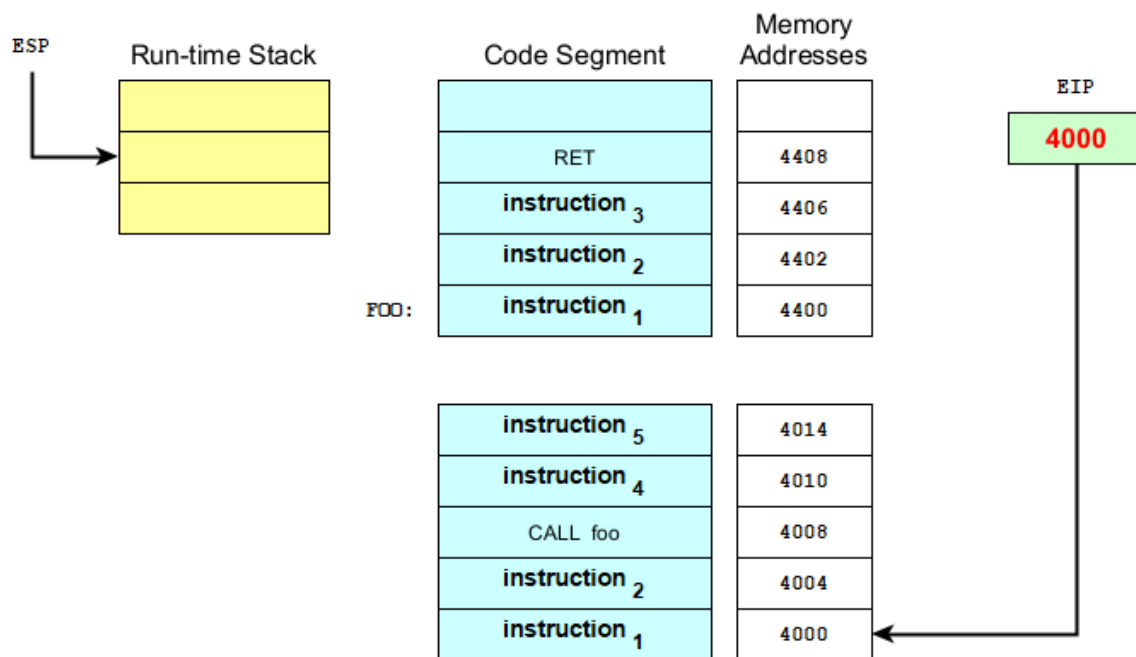 ESP
Run-time Stack
Code Segment
Memory
Addresses
EIP
4000
RET
4408
instruction 3
4406
instruction 2
4402
FOO:
instruction 1
4400
instruction 5
4014
instruction 4
4010
CALL foo
4008
instruction 2
4004
instruction 1
4000